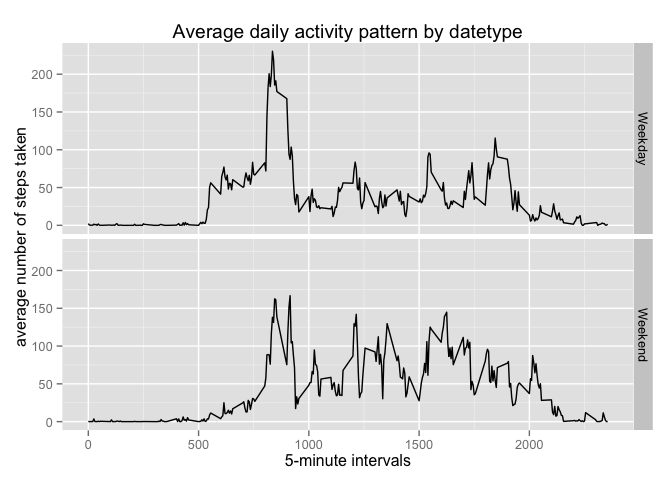 Average daily activity pattern by datetype
average number of steps taken
200
150
100
50
0
Weekday
200
150
100
50
0
Weekend
0 500 1000 1500 2000
5-minute intervals